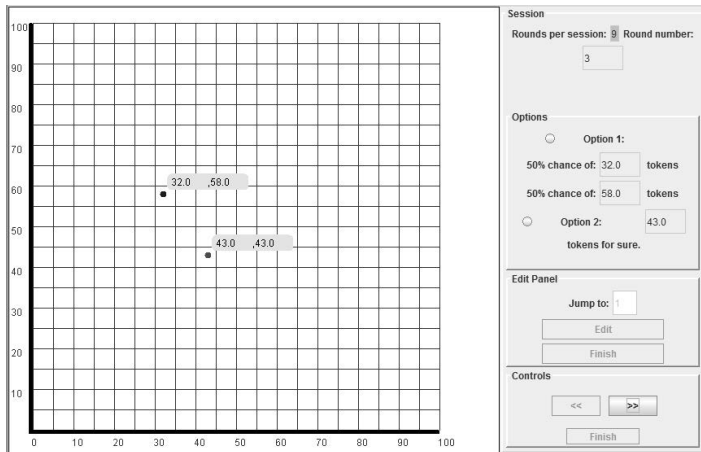 100
90
80
70
60
50
40
30
20
10
0 10 20 30 40 50 60 70 80 90 100
32.0 ,58.0
43.0 ,43.0
Session
Rounds per session: 9 Round number:
3
Options
Option 1:
50% chance of: 32.0 tokens
50% chance of: 58.0 tokens
Option 2: 43.0
tokens for sure.
Edit Panel
Jump to: 1
Edit
Finish
Controls
<< >>
Finish